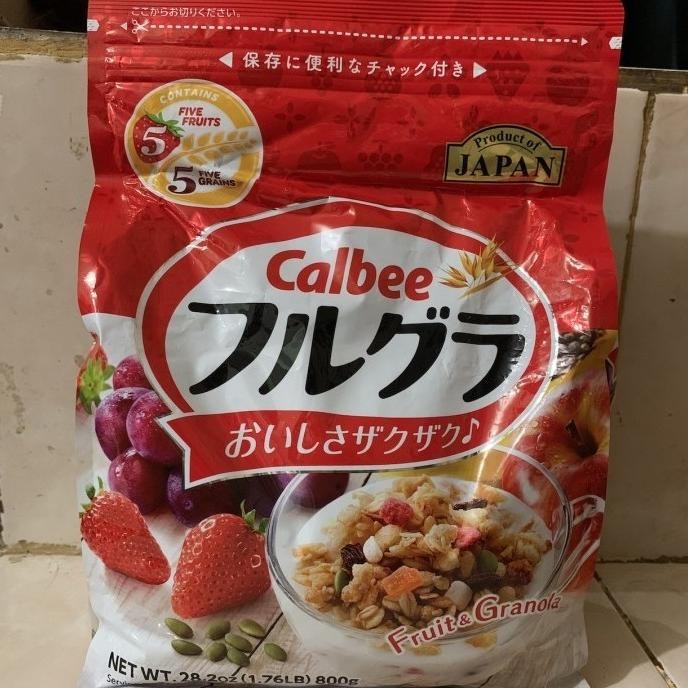 ここからお切りください。
保存に便利なチャック付き
CONTAINS
5 FIVE FRUITS
5 FIVE GRAINS
Product of
JAPAN
Calbee
フルグラ
おいしさザクザク♪
Fruit & Granola
NET WT. 28.2oz (1.76LB) 800g